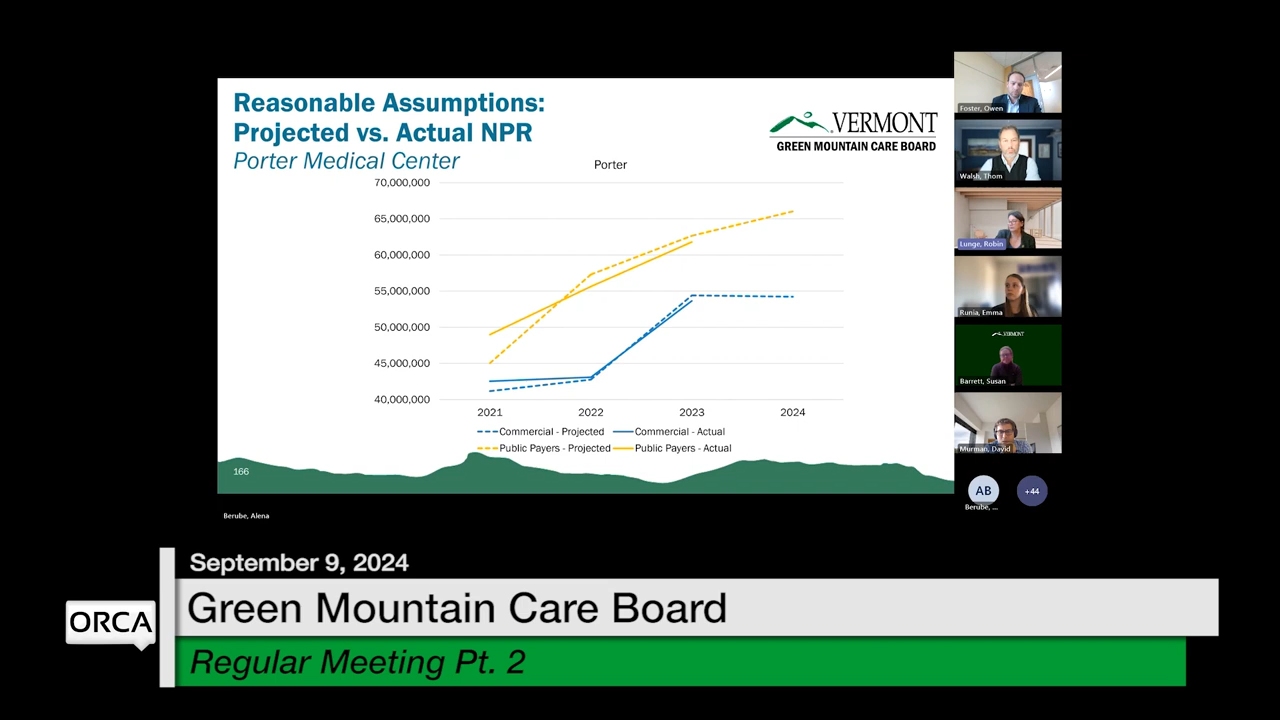 Reasonable Assumptions:
Projected vs. Actual NPR
Porter Medical Center
VERMONT
GREEN MOUNTAIN CARE BOARD
Porter
70,000,000
65,000,000
60,000,000
55,000,000
50,000,000
45,000,000
40,000,000
2021 2022 2023 2024
Commercial - Projected Commercial - Actual
Public Payers - Projected Public Payers - Actual
166
Foster, Owen
Walsh, Thom
Lunge, Robin
Runia, Emma
VERMONT
Barrett, Susan
Murman, David
AB +44
Berube, ...
Berube, Alena
September 9, 2024
ORCA
Green Mountain Care Board
Regular Meeting Pt. 2